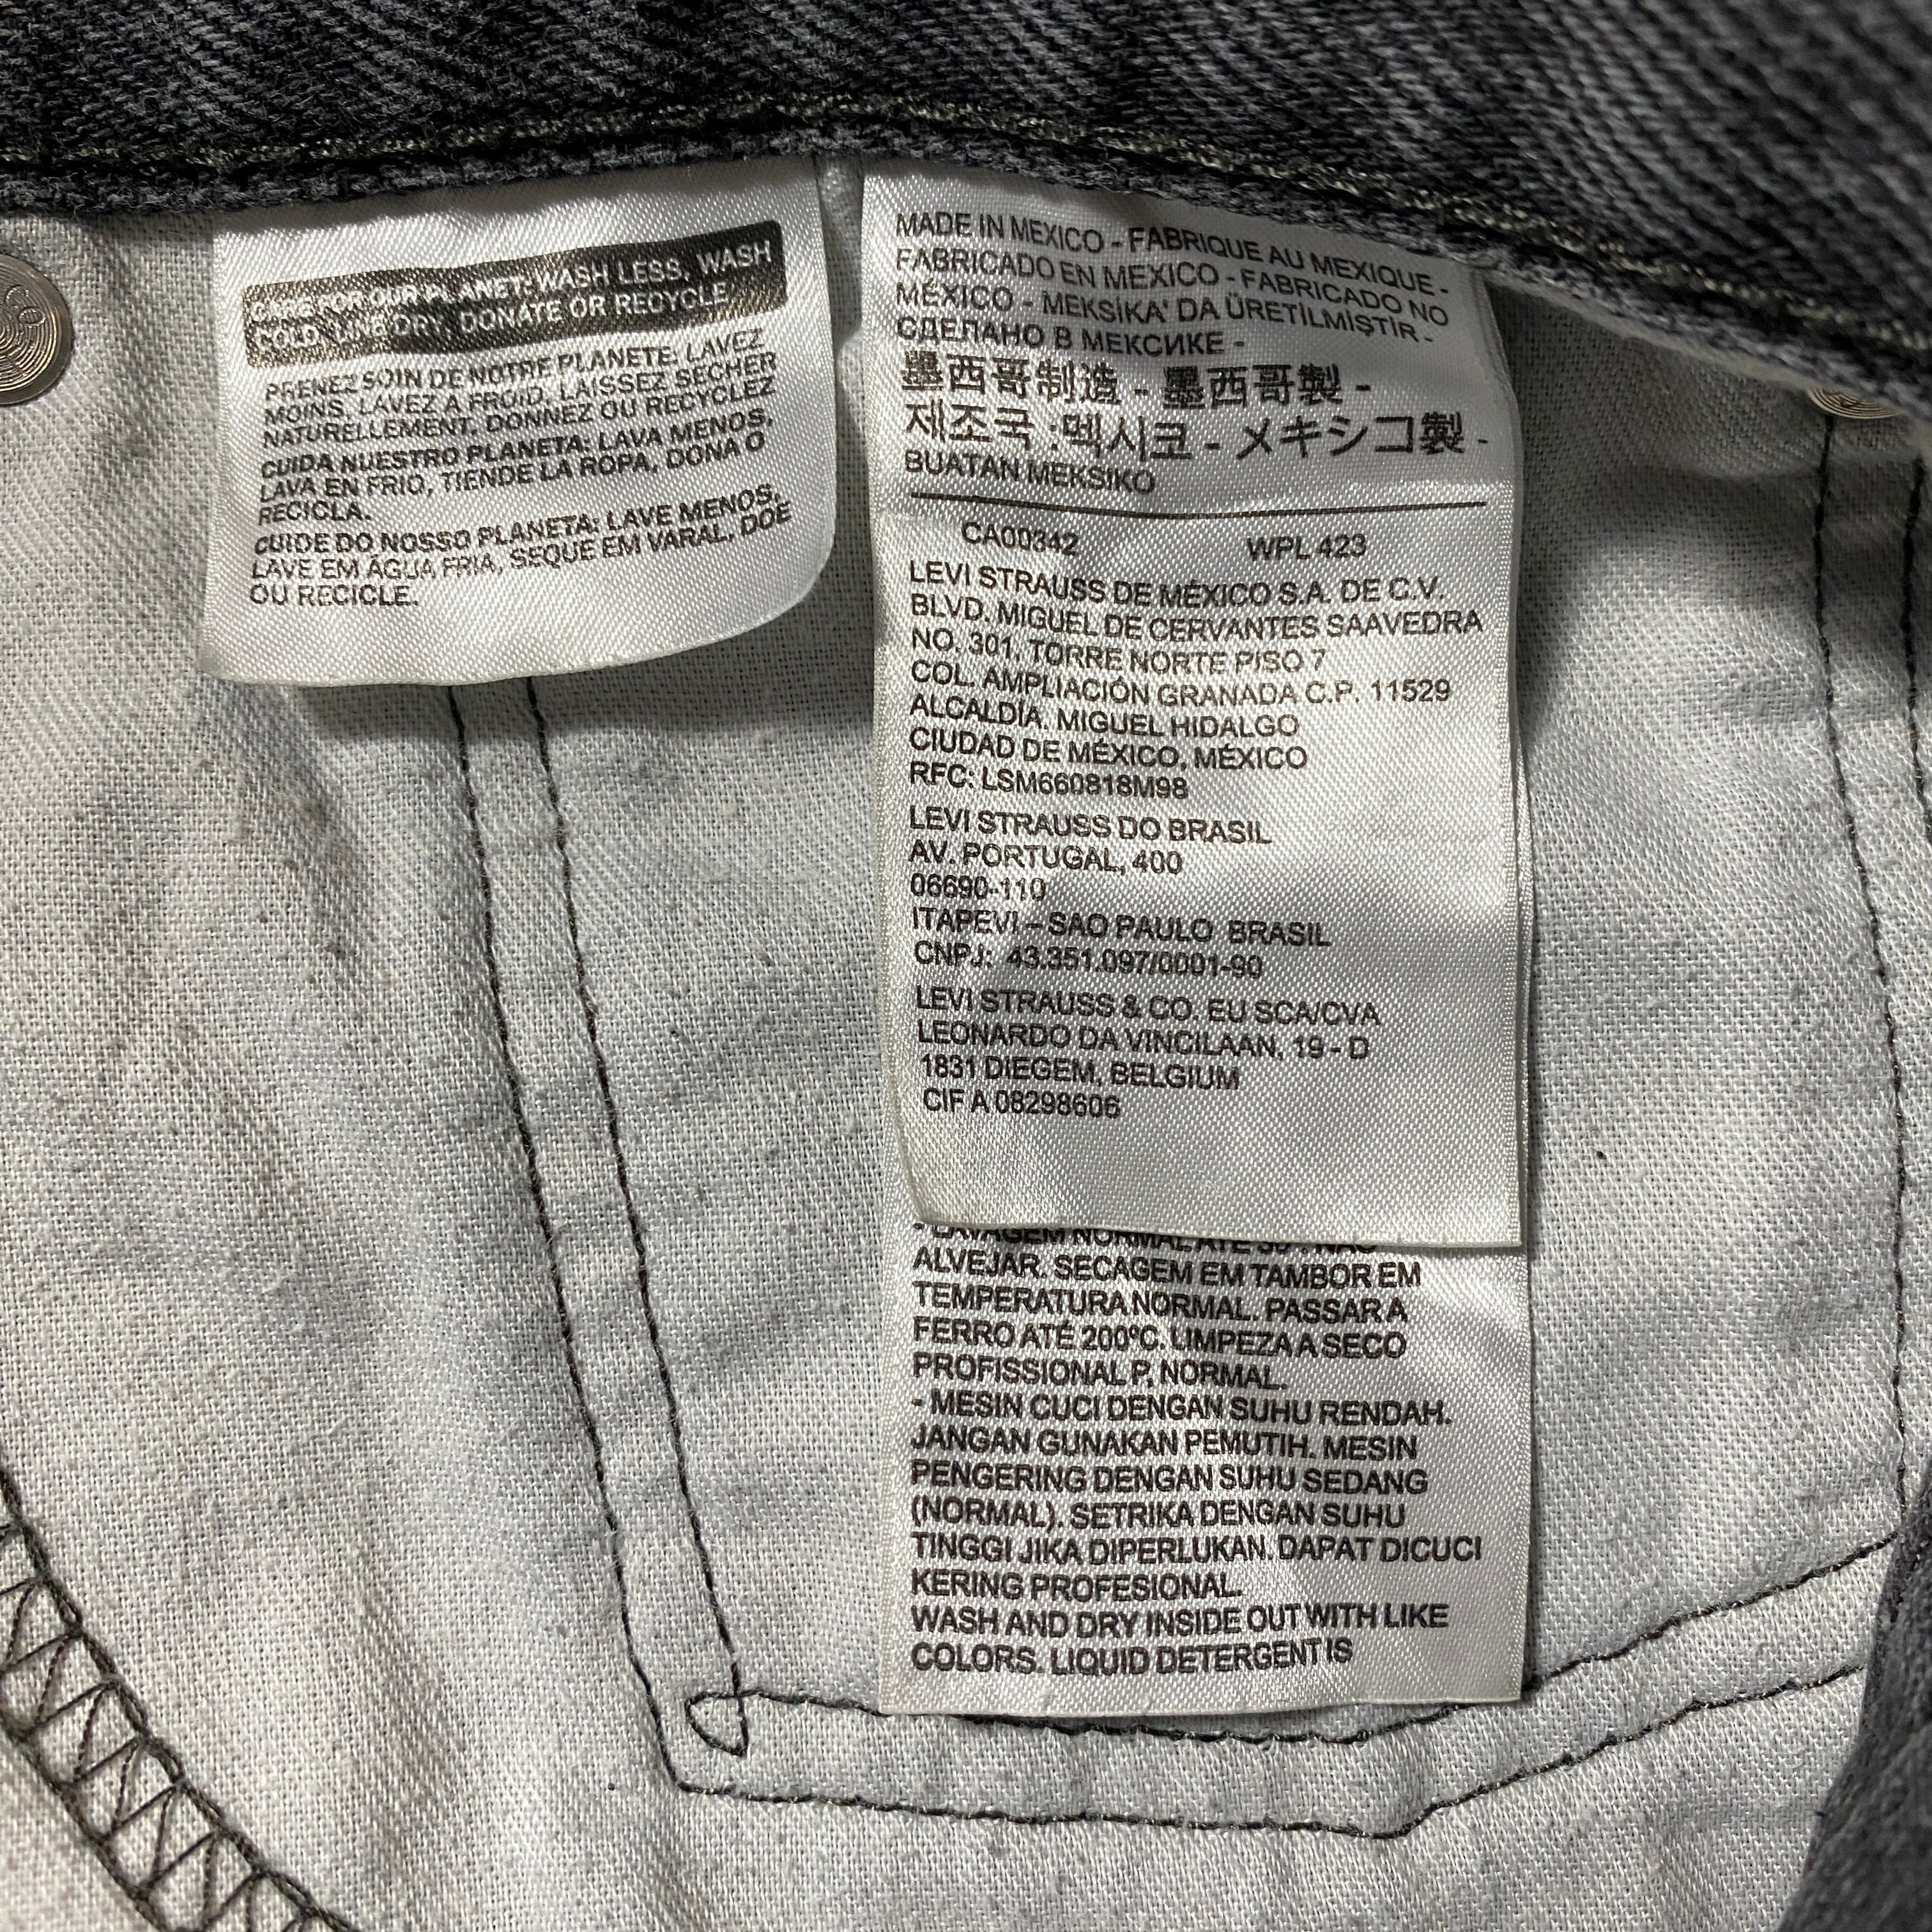 CARE FOR OUR PLANET: WASH LESS, WASH
COLD, LINE DRY, DONATE OR RECYCLE
PRENEZ SOIN DE NOTRE PLANETE: LAVEZ
MOINS, LAVEZ A FROID, LAISSEZ SECHER
NATURELLEMENT, DONNEZ OU RECYCLEZ
CUIDA NUESTRO PLANETA: LAVA MENOS,
LAVA EN FRIO, TIENDE LA ROPA, DONA O
RECICLA.
CUIDE DO NOSSO PLANETA: LAVE MENOS,
LAVE EM ÁGUA FRIA, SEQUE EM VARAL, DOE
OU RECICLE.
MADE IN MEXICO - FABRIQUE AU MEXIQUE -
FABRICADO EN MEXICO - FABRICADO NO
MÉXICO - MEKSİKA' DA ÜRETİLMİŞTİR -
СДЕЛАНО В МЕКСИКЕ -
墨西哥制造 - 墨西哥製 -
제조국 :멕시코 - メキシコ製 -
BUATAN MEKSIKO
CA00342 WPL 423
LEVI STRAUSS DE MÉXICO S.A. DE C.V.
BLVD. MIGUEL DE CERVANTES SAAVEDRA
NO. 301, TORRE NORTE PISO 7
COL. AMPLIACIÓN GRANADA C.P. 11529
ALCALDÍA. MIGUEL HIDALGO
CIUDAD DE MÉXICO, MÉXICO
RFC: LSM660818M98
LEVI STRAUSS DO BRASIL
AV. PORTUGAL, 400
06690-110
ITAPEVI – SAO PAULO BRASIL
CNPJ: 43.351.097/0001-90
LEVI STRAUSS & CO. EU SCA/CVA
LEONARDO DA VINCILAAN, 19 - D
1831 DIEGEM, BELGIUM
CIF A 08298606
- LAVAGEM NORMAL ATÉ 30°. NÃO
ALVEJAR. SECAGEM EM TAMBOR EM
TEMPERATURA NORMAL. PASSAR A
FERRO ATÉ 200ºC. LIMPEZA A SECO
PROFISSIONAL P, NORMAL.
- MESIN CUCI DENGAN SUHU RENDAH.
JANGAN GUNAKAN PEMUTIH. MESIN
PENGERING DENGAN SUHU SEDANG
(NORMAL). SETRIKA DENGAN SUHU
TINGGI JIKA DIPERLUKAN. DAPAT DICUCI
KERING PROFESIONAL.
WASH AND DRY INSIDE OUT WITH LIKE
COLORS. LIQUID DETERGENT IS